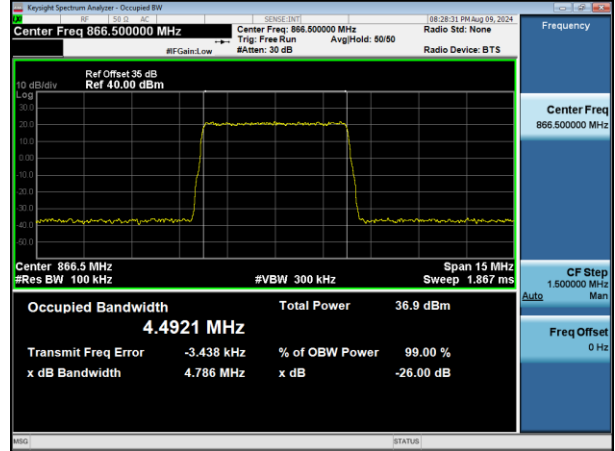 Keysight Spectrum Analyzer - Occupied BW
RF 50 Ω AC SENSE:INT 08:28:31 PM Aug 09, 2024
Center Freq 866.500000 MHz Center Freq: 866.500000 MHz Radio Std: None Frequency
Trig: Free Run Avg|Hold: 50/50
#IFGain:Low #Atten: 30 dB Radio Device: BTS
Ref Offset 35 dB
10 dB/div Ref 40.00 dBm
Log
30.0
20.0
10.0
0.00
-10.0
-20.0
-30.0
-40.0
-50.0
Center Freq
866.500000 MHz
Center 866.5 MHz Span 15 MHz
#Res BW 100 kHz #VBW 300 kHz Sweep 1.867 ms
CF Step
1.500000 MHz
Auto Man
Occupied Bandwidth Total Power 36.9 dBm
4.4921 MHz
Transmit Freq Error -3.438 kHz % of OBW Power 99.00 %
x dB Bandwidth 4.786 MHz x dB -26.00 dB
Freq Offset
0 Hz
MSG STATUS